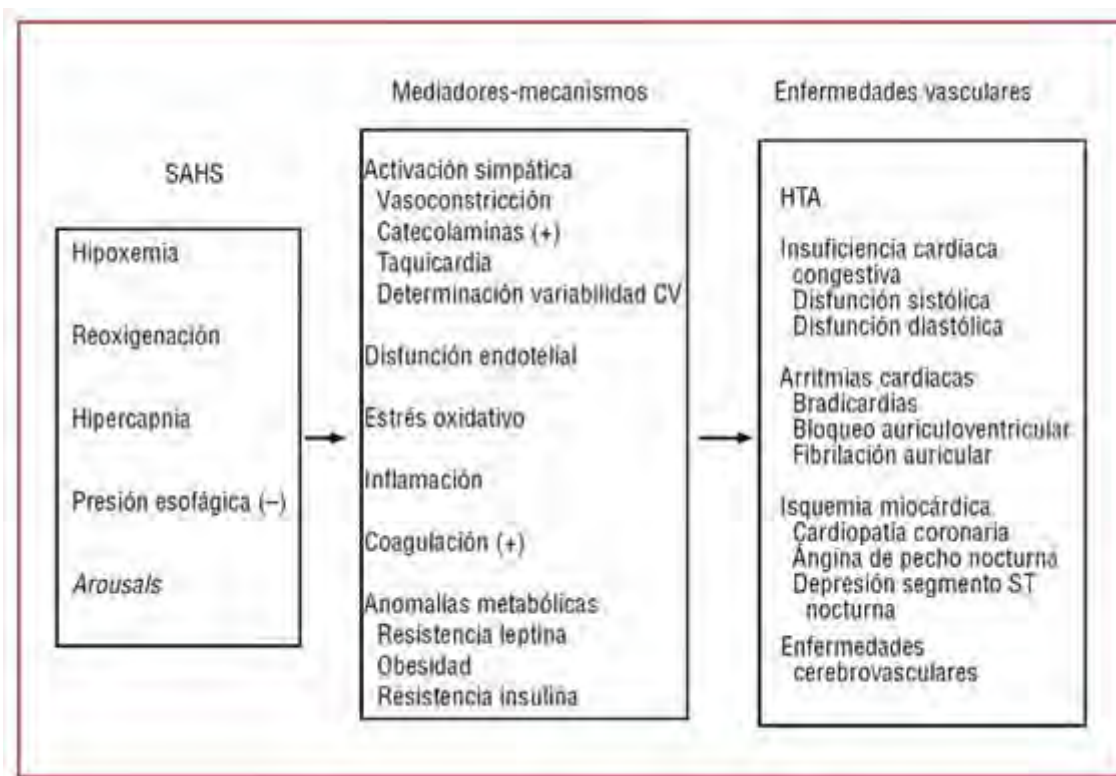 SAHS
Hipoxemia
Reoxigenación
Hipercapnia
Presión esofágica (–)
Arousals
Mediadores-mecanismos
Activación simpática
Vasoconstricción
Catecolaminas (+)
Taquicardia
Determinación variabilidad CV
Disfunción endotelial
Estrés oxidativo
Inflamación
Coagulación (+)
Anomalías metabólicas
Resistencia leptina
Obesidad
Resistencia insulina
Enfermedades vasculares
HTA
Insuficiencia cardíaca
congestiva
Disfunción sistólica
Disfunción diastólica
Arritmias cardiacas
Bradicardias
Bloqueo auriculoventricular
Fibrilación auricular
Isquemia miocárdica
Cardiopatía coronaria
Ángina de pecho nocturna
Depresión segmento ST
nocturna
Enfermedades
cerebrovasculares